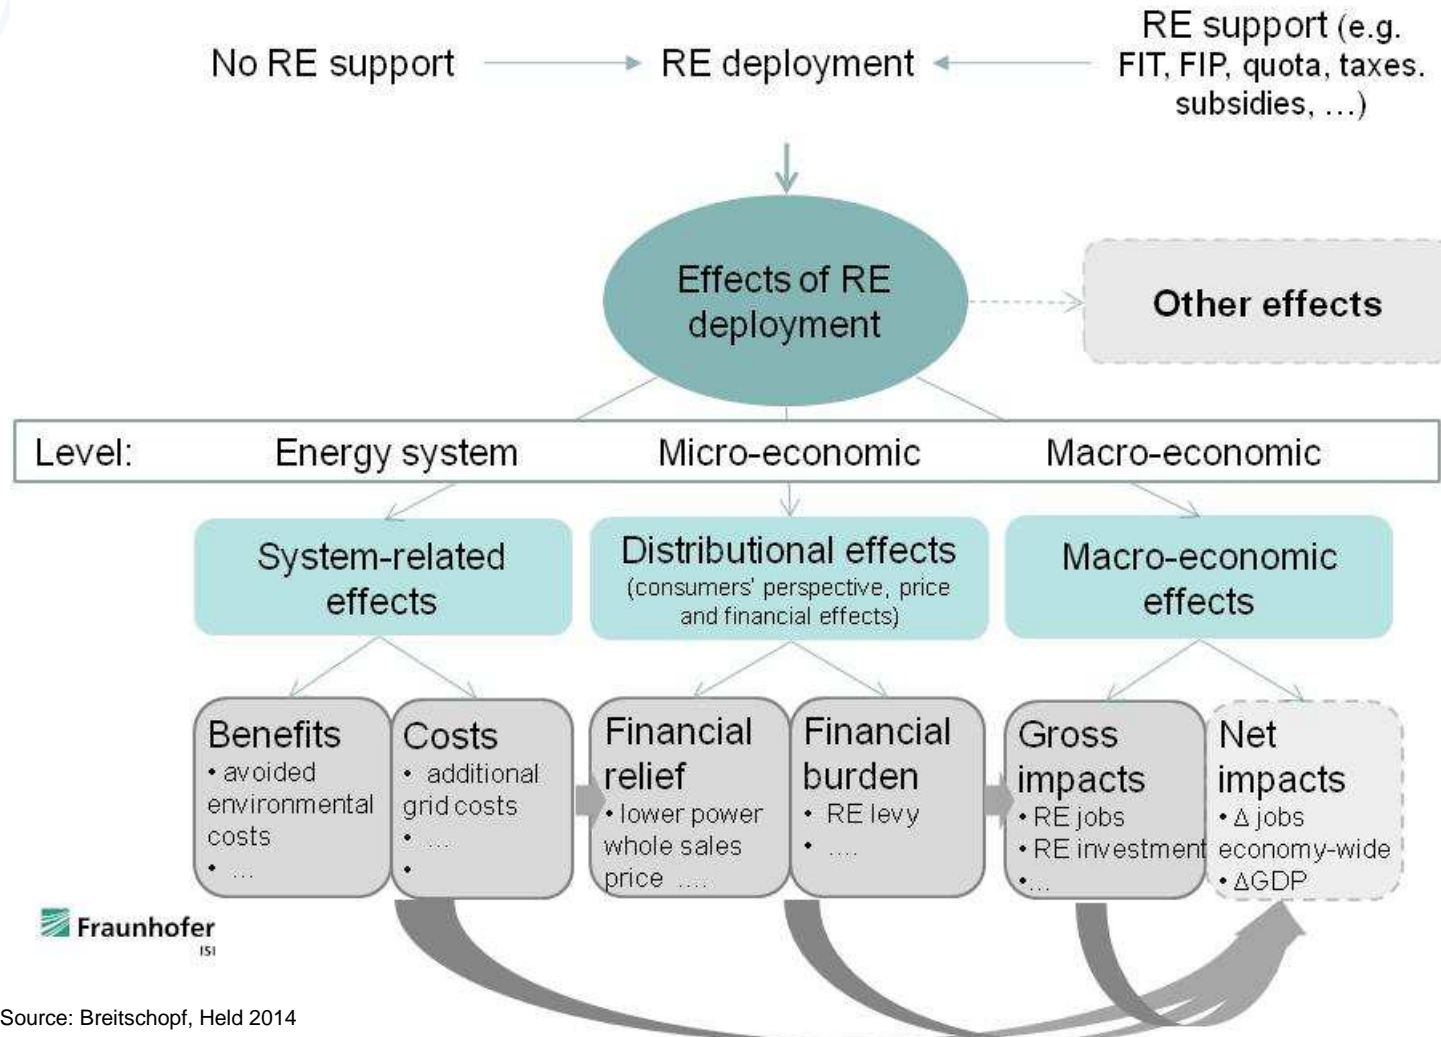 No RE support
RE deployment
RE support (e.g.
FIT, FIP, quota, taxes.
subsidies, ...)
Effects of RE
deployment
Other effects
Level:
Energy system
Micro-economic
Macro-economic
System-related
effects
Distributional effects
(consumers' perspective, price
and financial effects)
Macro-economic
effects
Benefits
• avoided
environmental
costs
• ...
Costs
• additional
grid costs
• ...
•
Financial
relief
• lower power
whole sales
price ....
Financial
burden
• RE levy
• ....
Gross
impacts
• RE jobs
• RE investment
•...
Net
impacts
• Δ jobs
economy-wide
• ΔGDP
Fraunhofer
ISI
Source: Breitschopf, Held 2014